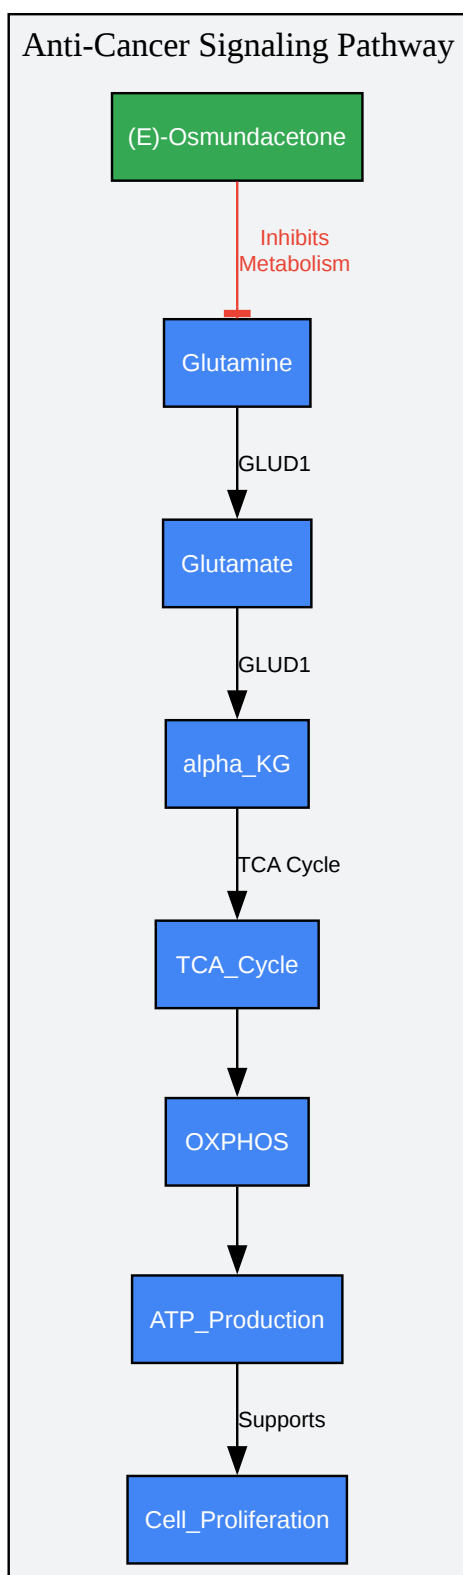 Anti-Cancer Signaling Pathway
(E)-Osmundacetone
Inhibits
Metabolism
Glutamine
GLUD1
Glutamate
GLUD1
alpha_KG
TCA Cycle
TCA_Cycle
OXPHOS
ATP_Production
Supports
Cell_Proliferation